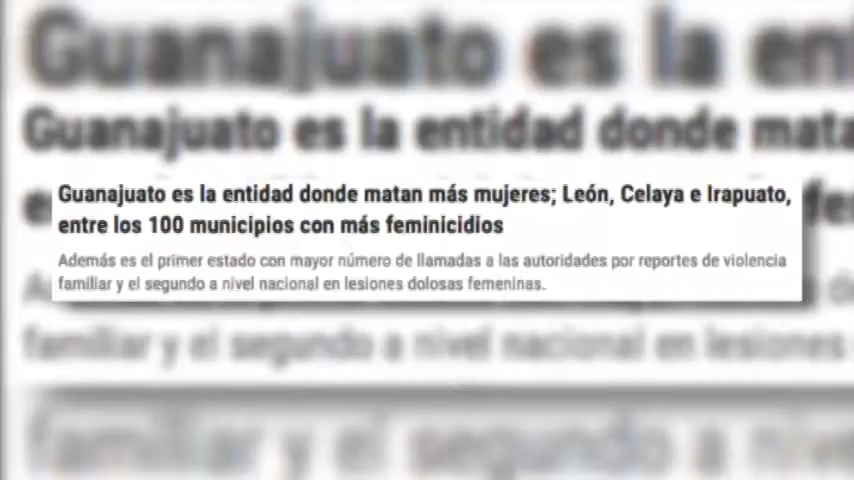 Guanajuato es la ent
Guanajuato es la entidad donde mata
Guanajuato es la entidad donde matan más mujeres; León, Celaya e Irapuato,
entre los 100 municipios con más feminicidios
Además es el primer estado con mayor número de llamadas a las autoridades por reportes de violencia
familiar y el segundo a nivel nacional en lesiones dolosas femeninas.
familiar y el segundo a nivel nacional en lesiones
familiar y el segundo a nive